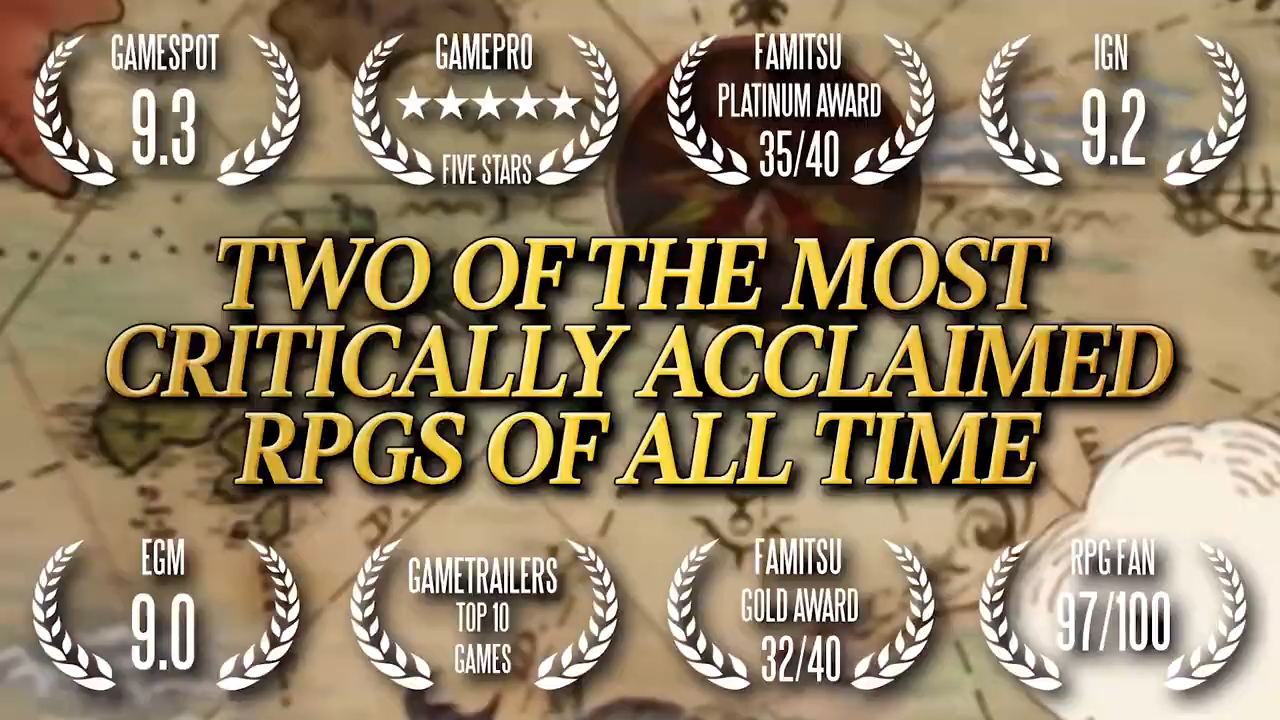 GAMESPOT
9.3
GAMEPRO
FIVE STARS
FAMITSU
PLATINUM AWARD
35/40
IGN
9.2
TWO OF THE MOST
CRITICALLY ACCLAIMED
RPGS OF ALL TIME
EGM
9.0
GAMETRAILERS
TOP 10
GAMES
FAMITSU
GOLD AWARD
32/40
RPG FAN
97/100